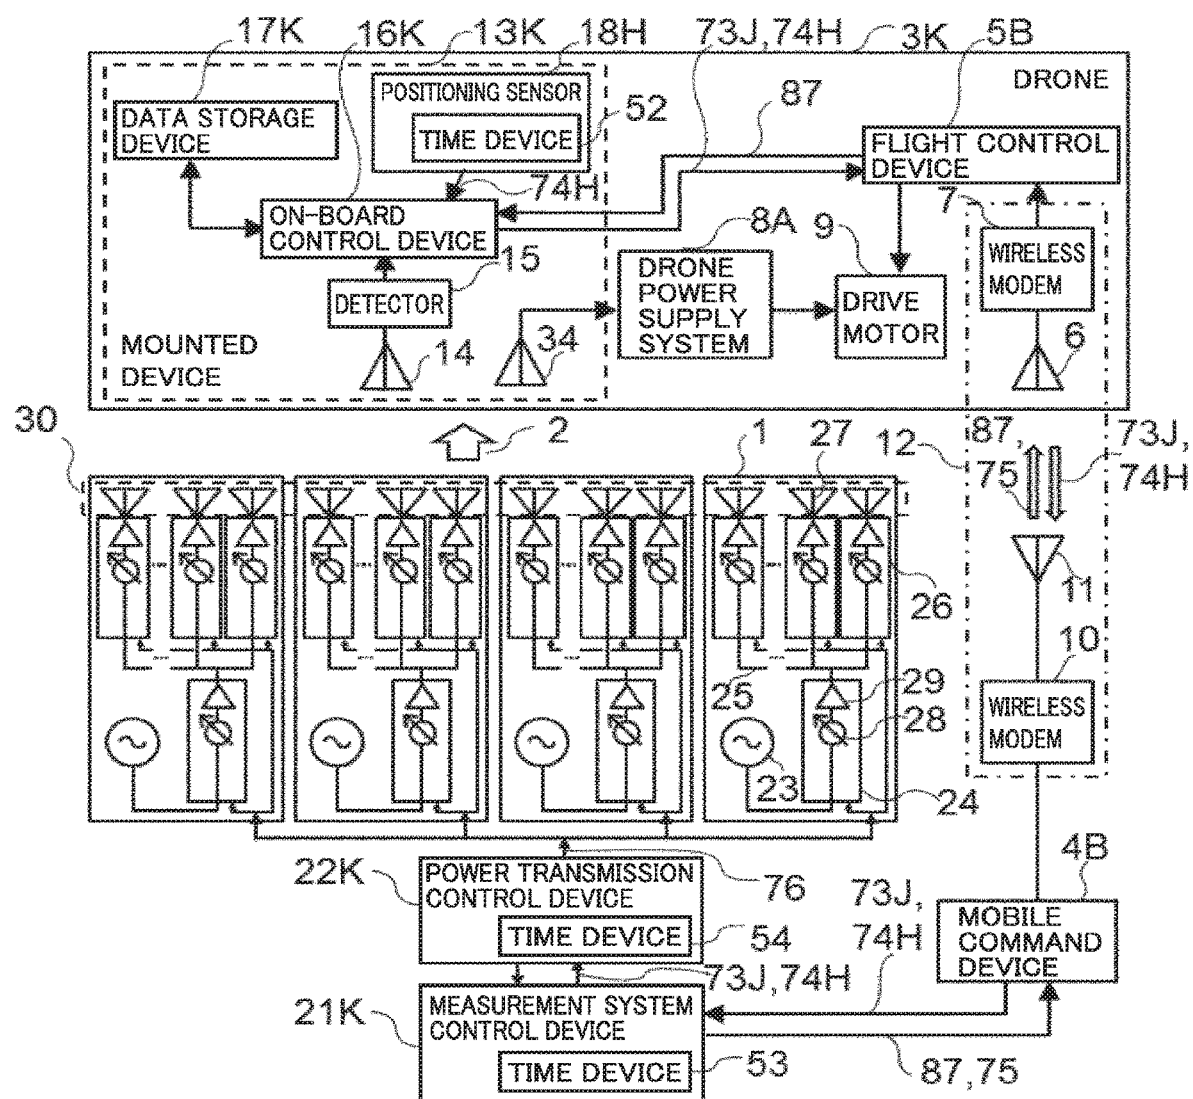 17K
16K
13K
18H
73J,74H
3K
5B
DRONE
POSITIONING SENSOR
TIME DEVICE
52
87
DATA STORAGE
DEVICE
FLIGHT CONTROL
DEVICE
74H
ON-BOARD
CONTROL DEVICE
15
8A
9
7
WIRELESS
MODEM
DETECTOR
DRONE
POWER
SUPPLY
SYSTEM
DRIVE
MOTOR
MOUNTED
DEVICE
14
34
6
30
2
1
27
12
87,
75
73J,
74H
11
26
10
25
29
28
WIRELESS
MODEM
23
24
22K
POWER TRANSMISSION
CONTROL DEVICE
76
TIME DEVICE
54
73J,
74H
4B
MOBILE
COMMAND
DEVICE
73J,74H
21K
MEASUREMENT SYSTEM
CONTROL DEVICE
TIME DEVICE
53
87,75